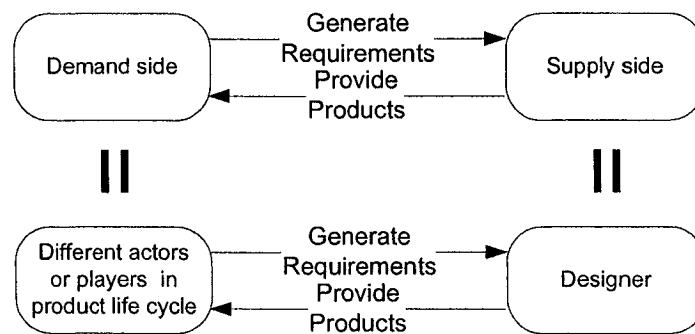 Generate
Requirements
Demand side
Supply side
Provide
Products
Generate
Requirements
Different actors
or players in
product life cycle
Designer
Provide
Products